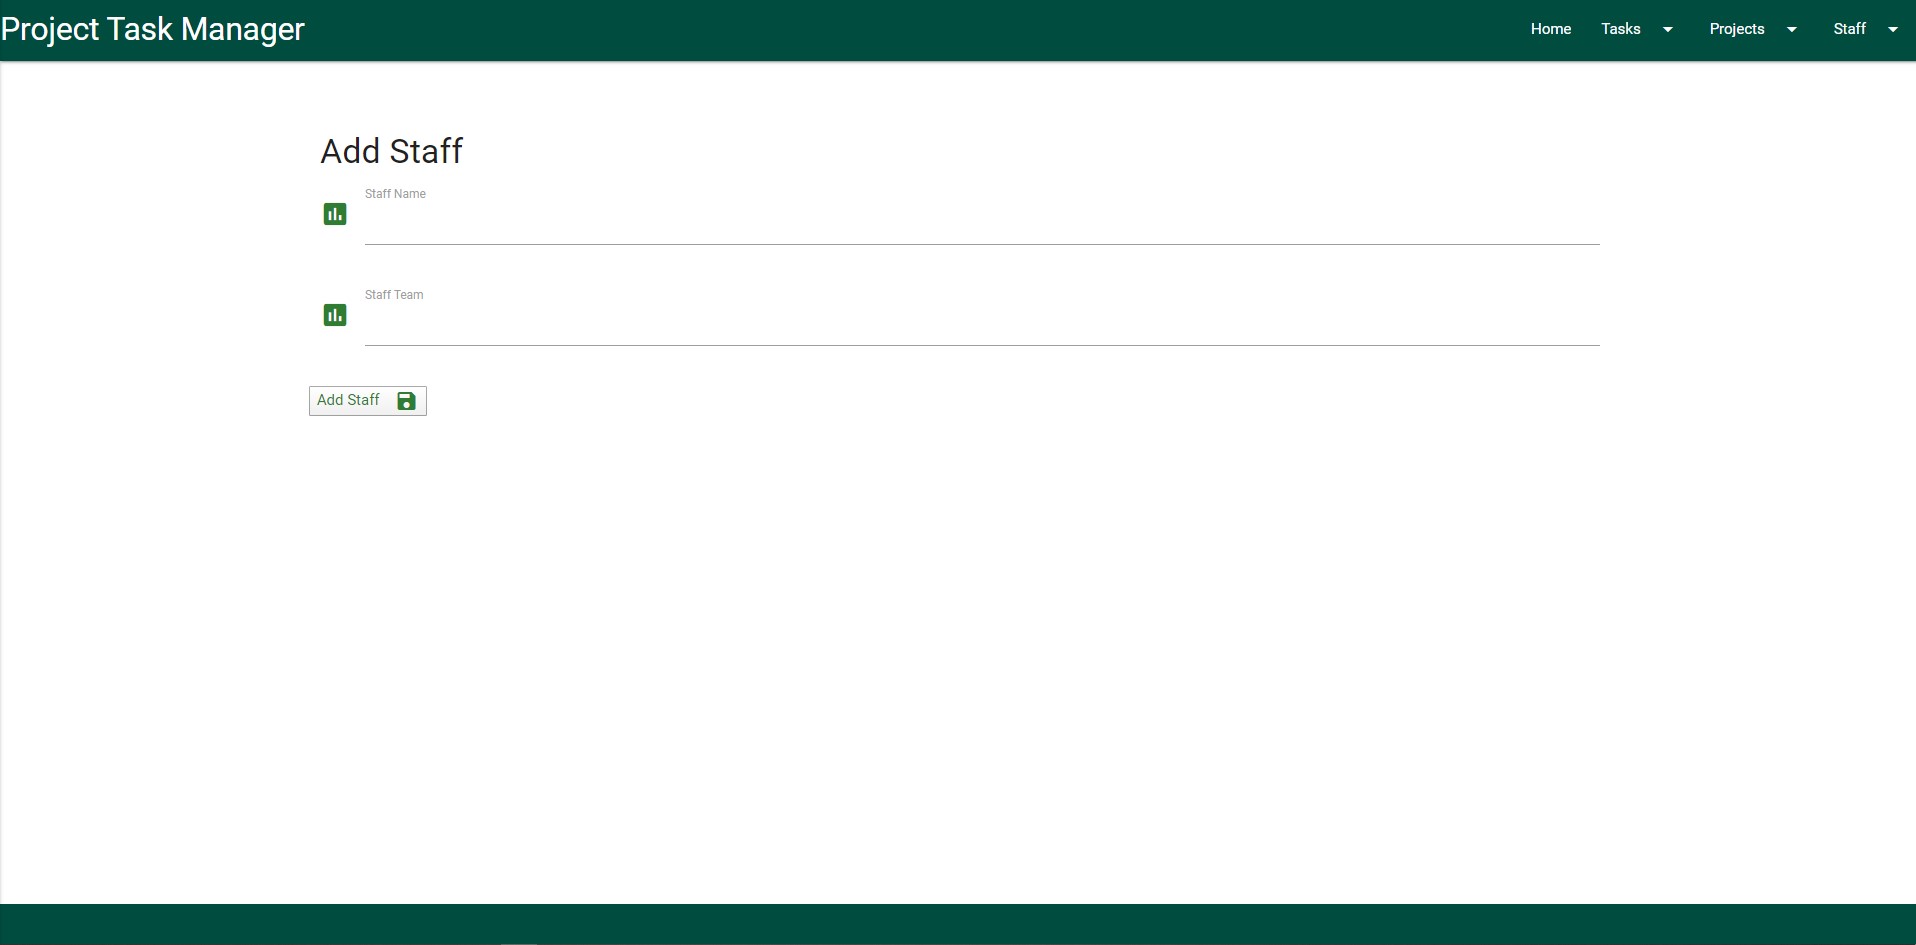 Project Task Manager
Home Tasks Projects Staff
Add Staff
Staff Name
Staff Team
Add Staff